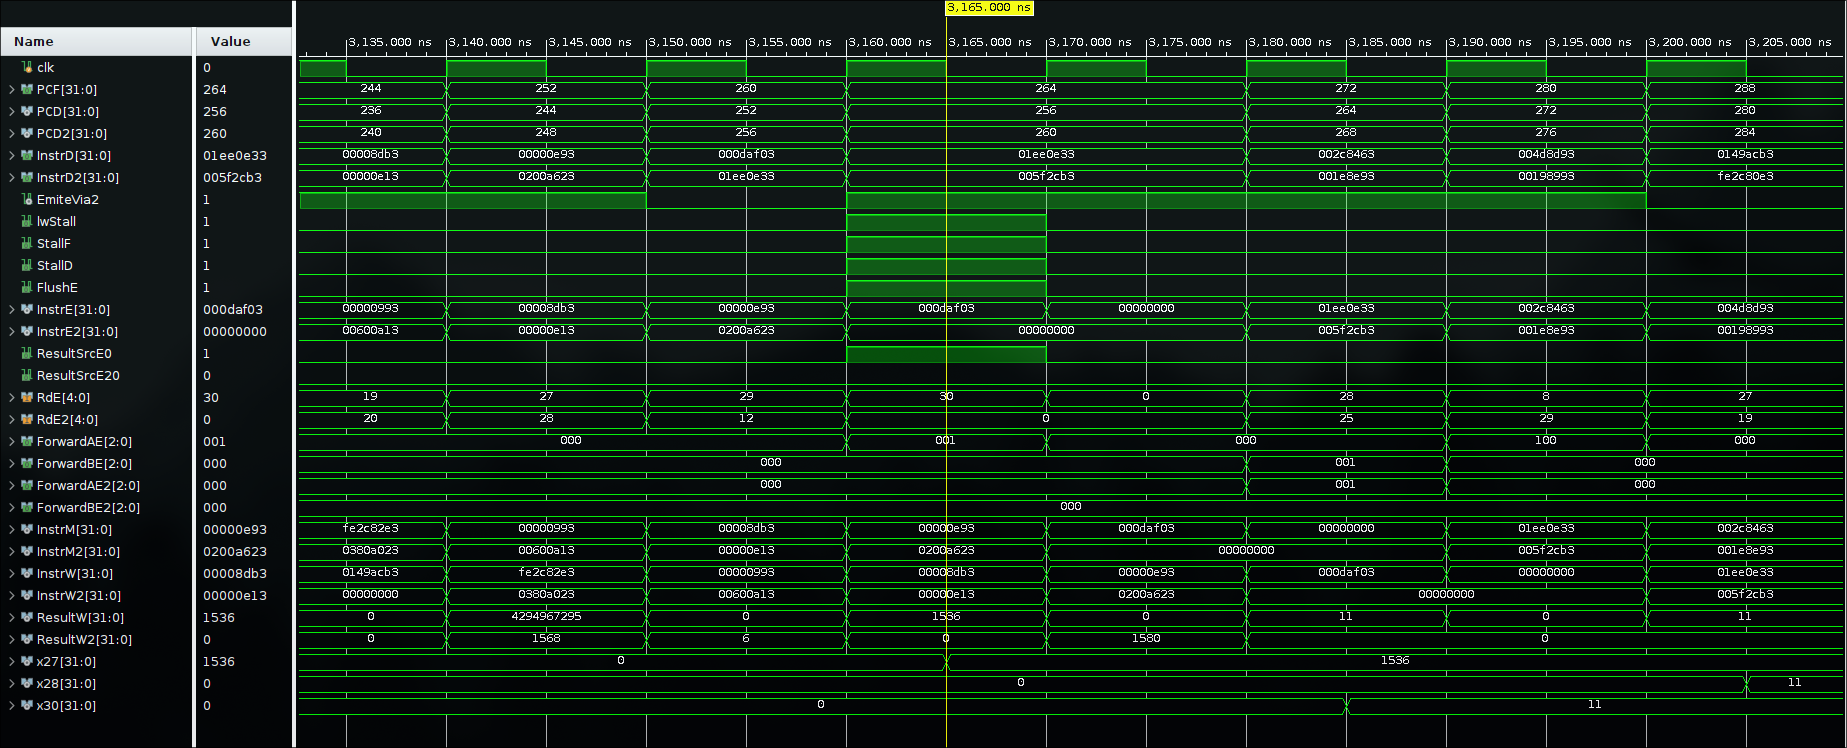 3,165.000 ns
Name Value 3,135.000 ns 3,140.000 ns 3,145.000 ns 3,150.000 ns 3,155.000 ns 3,160.000 ns 3,165.000 ns 3,170.000 ns 3,175.000 ns 3,180.000 ns 3,185.000 ns 3,190.000 ns 3,195.000 ns 3,200.000 ns 3,205.000 ns
clk 0
PCF[31:0] 264 244 252 260 264 272 280 288
PCD[31:0] 256 236 244 252 256 264 272 280
PCD2[31:0] 260 240 248 256 260 268 276 284
InstrD[31:0] 01ee0e33 00008db3 00000e93 000daf03 01ee0e33 002c8463 004d8d93 0149acb3
InstrD2[31:0] 005f2cb3 00000e13 0200a623 01ee0e33 005f2cb3 001e8e93 00198993 fe2c80e3
EmiteVia2 1
lwStall 1
StallF 1
StallD 1
FlushE 1
InstrE[31:0] 000daf03 00000993 00008db3 00000e93 000daf03 00000000 01ee0e33 002c8463 004d8d93
InstrE2[31:0] 00000000 00600a13 00000e13 0200a623 00000000 005f2cb3 001e8e93 00198993
ResultSrcE0 1
ResultSrcE20 0
RdE[4:0] 30 19 27 29 30 0 28 8 27
RdE2[4:0] 0 20 28 12 0 25 29 19
ForwardAE[2:0] 001 000 001 000 100 000
ForwardBE[2:0] 000 000 001 000
ForwardAE2[2:0] 000 000 001 000
ForwardBE2[2:0] 000 000
InstrM[31:0] 00000e93 fe2c82e3 00000993 00008db3 00000e93 000daf03 00000000 01ee0e33 002c8463
InstrM2[31:0] 0200a623 0380a023 00600a13 00000e13 0200a623 00000000 005f2cb3 001e8e93
InstrW[31:0] 00008db3 0149acb3 fe2c82e3 00000993 00008db3 00000e93 000daf03 00000000 01ee0e33
InstrW2[31:0] 00000e13 00000000 0380a023 00600a13 00000e13 0200a623 00000000 005f2cb3
ResultW[31:0] 1536 0 4294967295 0 1536 0 11 0 11
ResultW2[31:0] 0 0 1568 6 0 1580 0
x27[31:0] 1536 0 1536
x28[31:0] 0 0 11
x30[31:0] 0 0 11